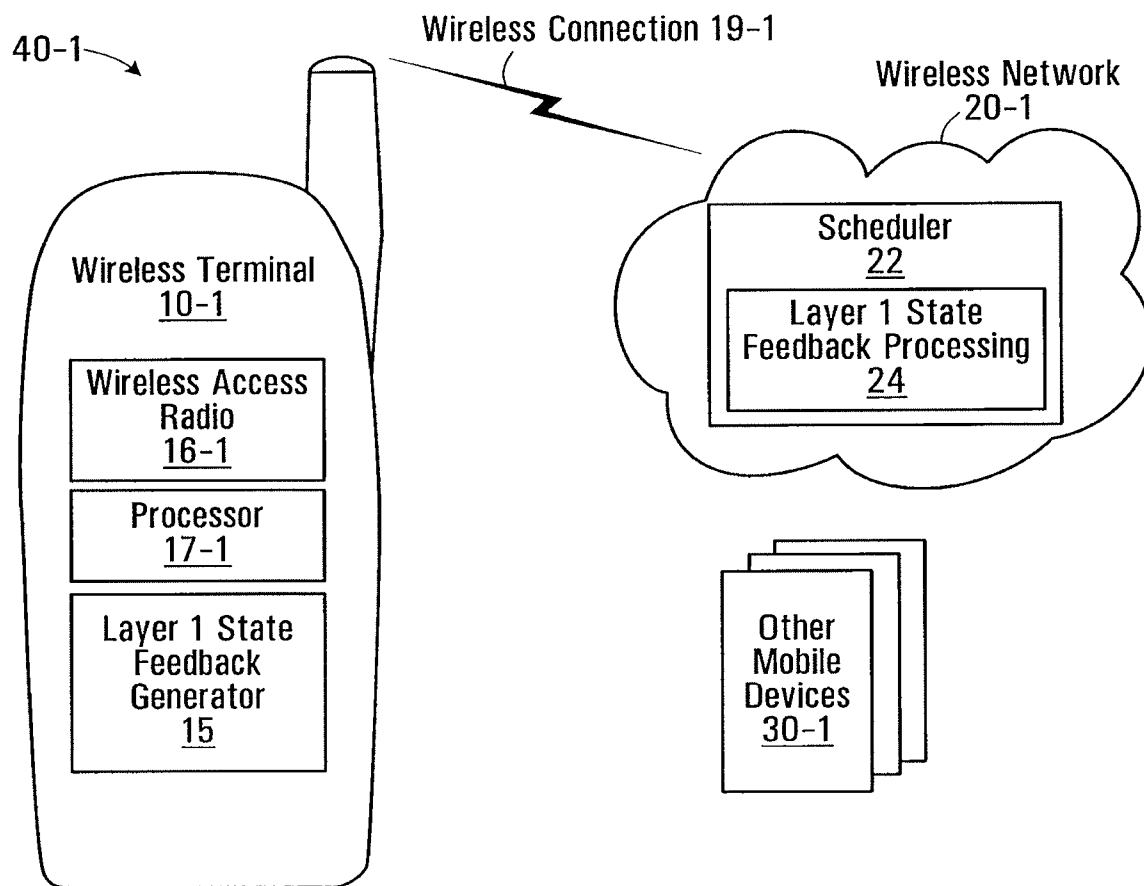 40-1
Wireless Connection 19-1
Wireless Network
20-1
Wireless Terminal
10-1
Wireless Access
Radio
16-1
Processor
17-1
Layer 1 State
Feedback
Generator
15
Scheduler
22
Layer 1 State
Feedback Processing
24
Other
Mobile
Devices
30-1